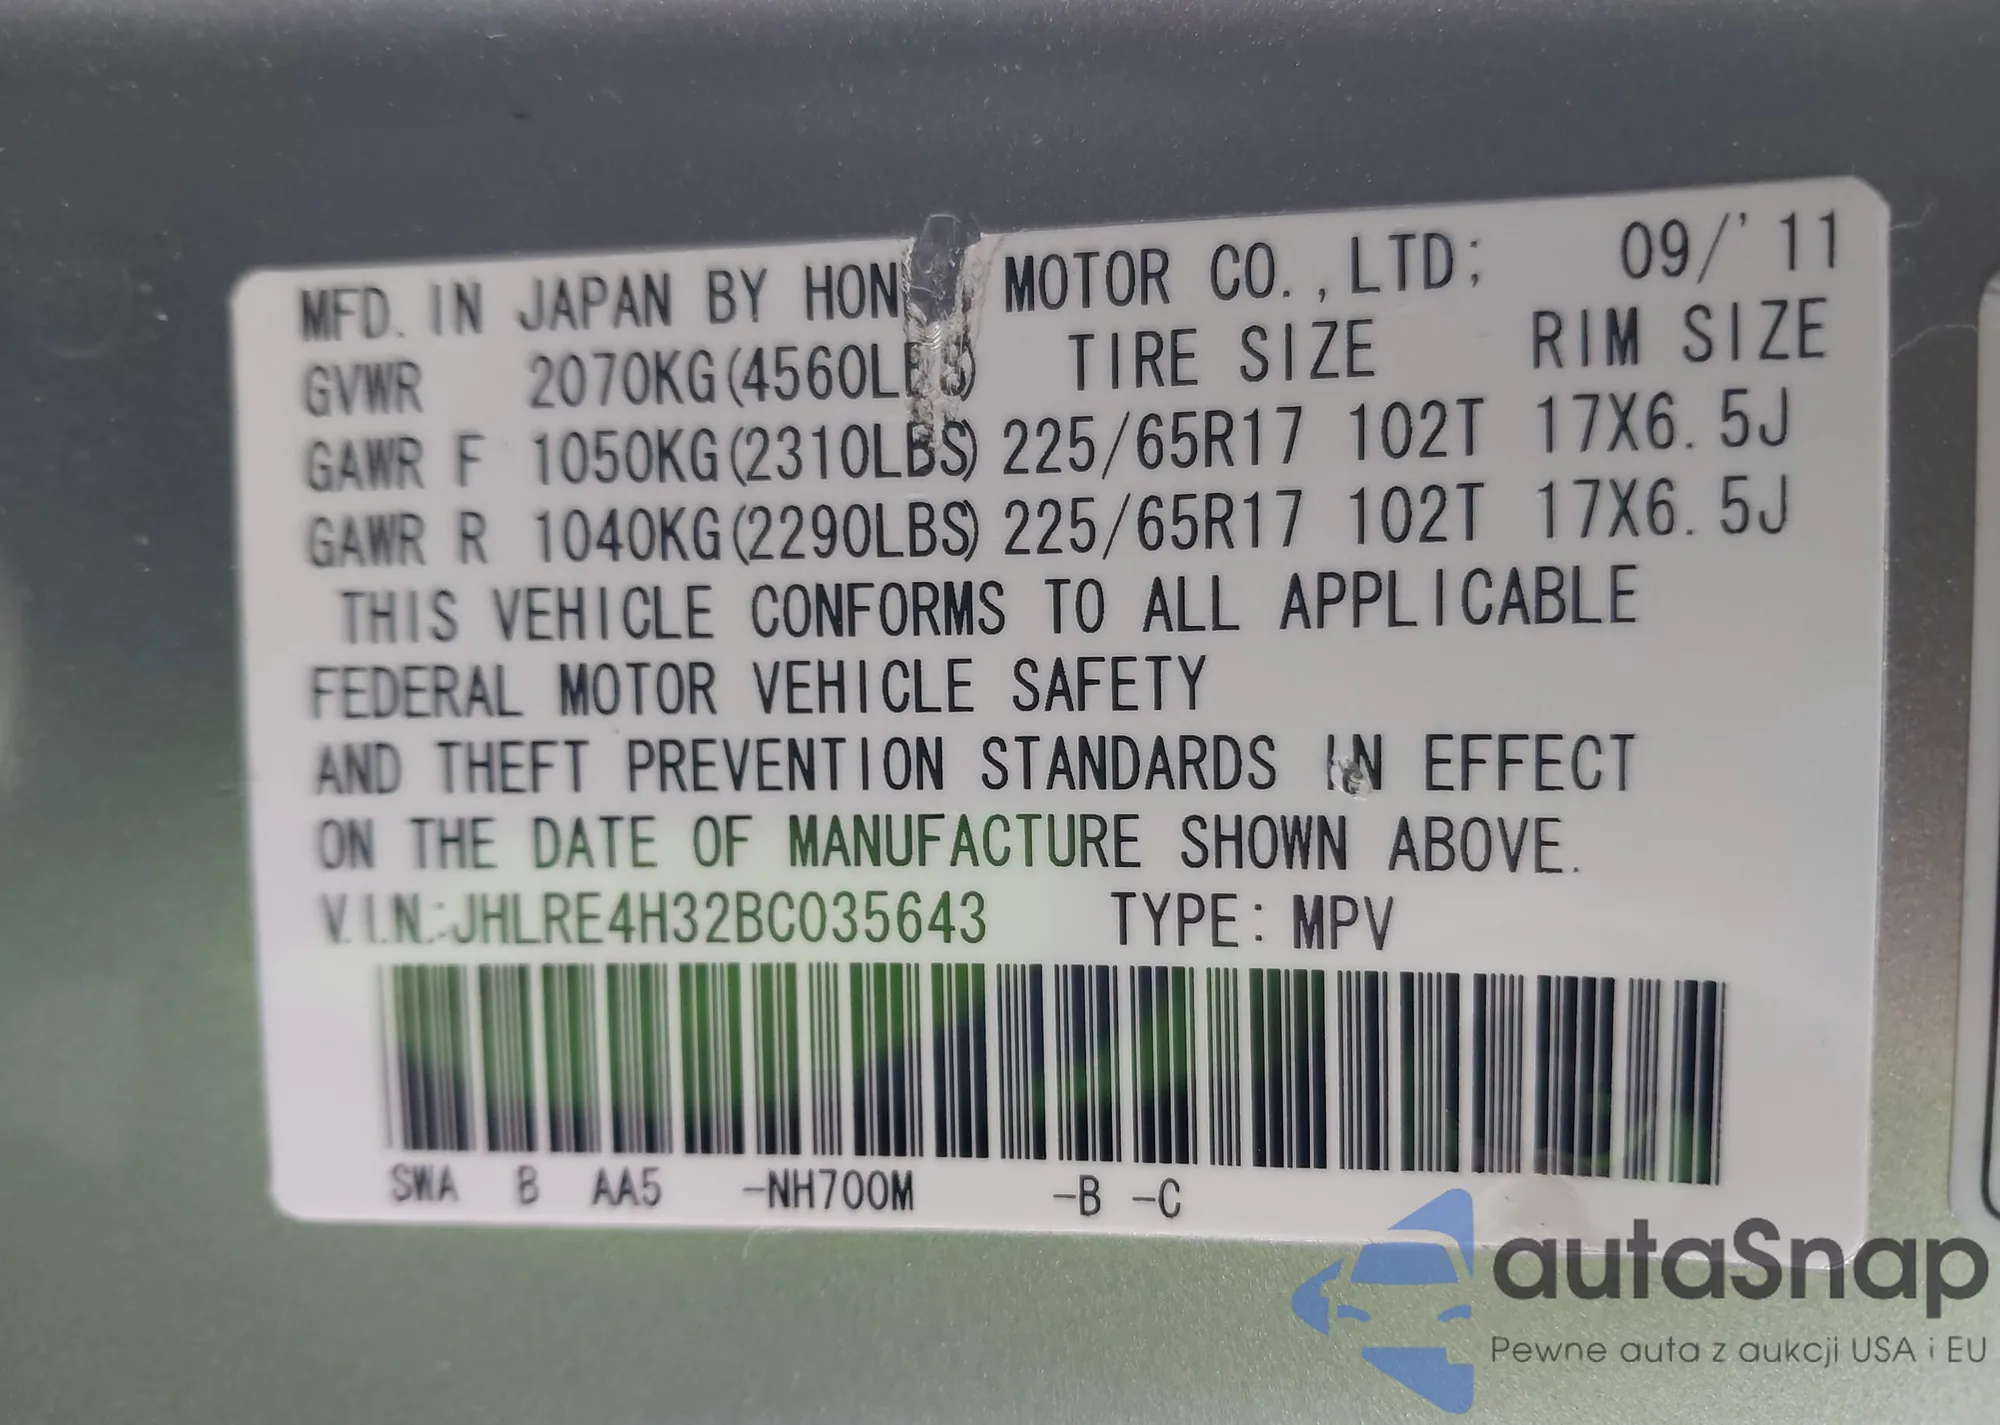 MFD. IN JAPAN BY HON MOTOR CO.,LTD; 09/'11
GVWR 2070KG(4560LBS) TIRE SIZE RIM SIZE
GAWR F 1050KG(2310LBS) 225/65R17 102T 17X6.5J
GAWR R 1040KG(2290LBS) 225/65R17 102T 17X6.5J
THIS VEHICLE CONFORMS TO ALL APPLICABLE
FEDERAL MOTOR VEHICLE SAFETY
AND THEFT PREVENTION STANDARDS IN EFFECT
ON THE DATE OF MANUFACTURE SHOWN ABOVE.
V.I.N.:JHLRE4H32BC035643 TYPE: MPV
SWA B AA5 -NH700M -B -C
autaSnap
Pewne auta z aukcji USA i EU